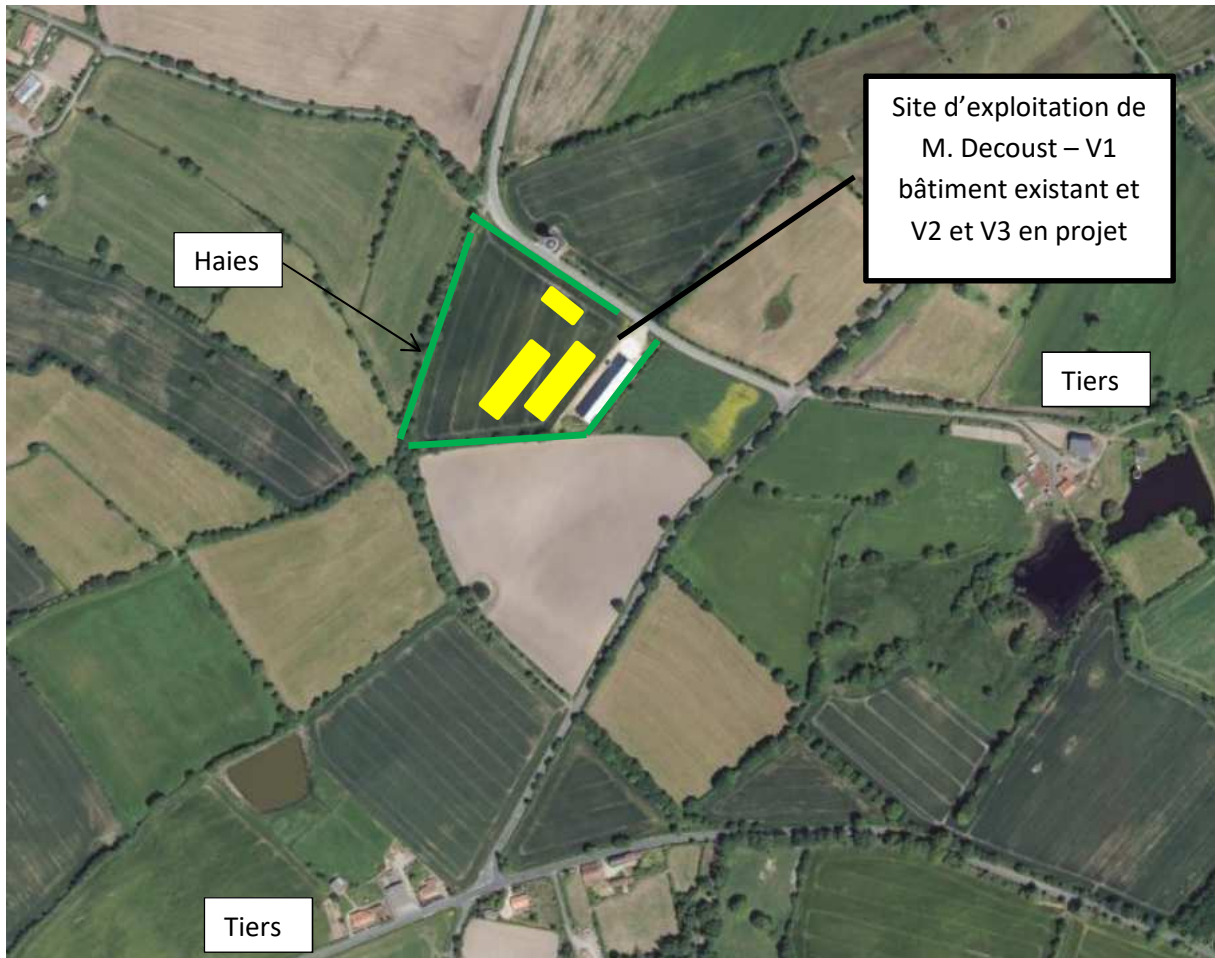 Site d’exploitation de
M. Decoust – V1
bâtiment existant et
V2 et V3 en projet
Haies
Tiers
Tiers